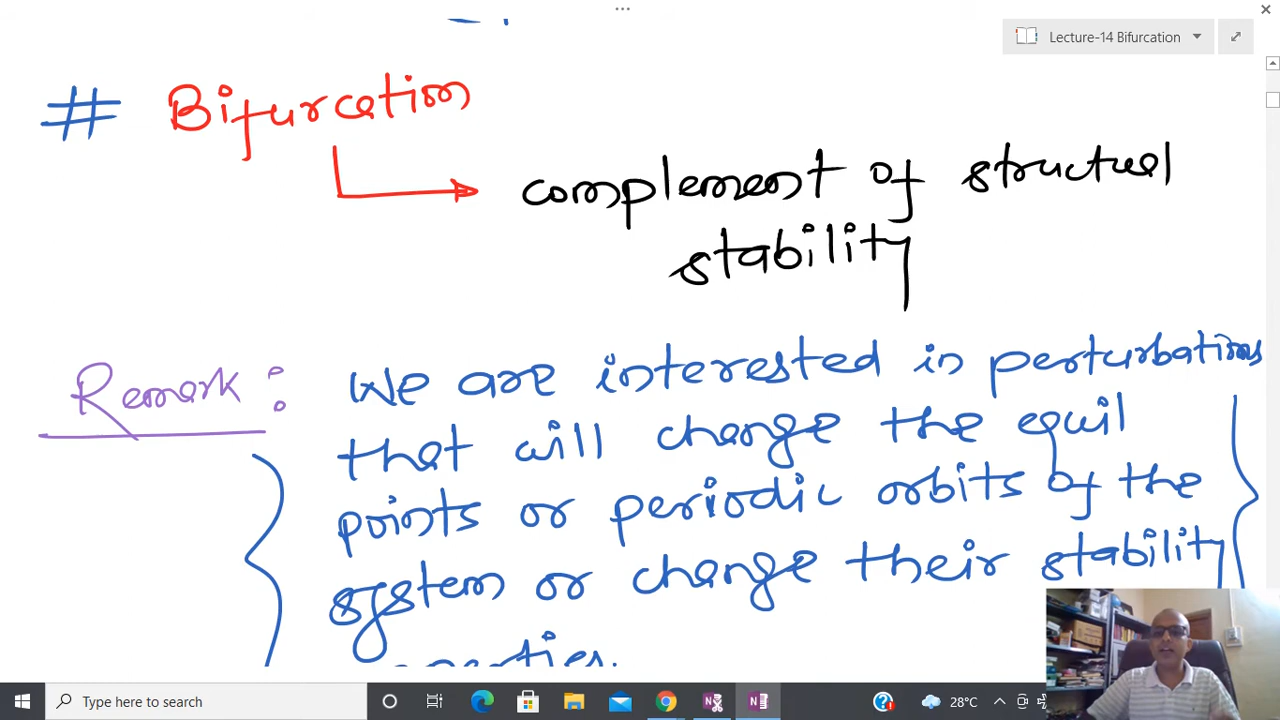 ...
Lecture-14 Bifurcation
# Bifurcation
complement of structural
stability
Remark: We are interested in perturbations
that will change the equil
points or periodic orbits of the
system or change their stability
Type here to search
28°C